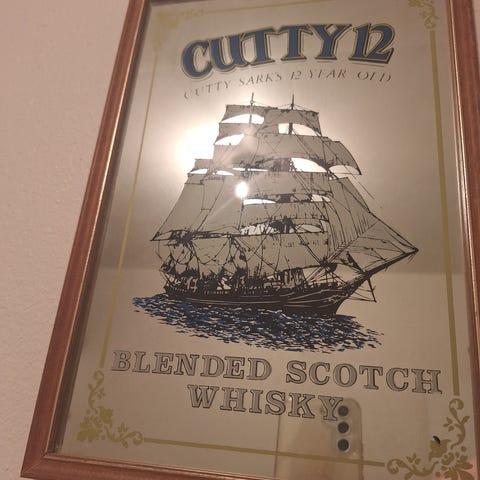 CUTTY 12
CUTTY SARK'S 12 YEAR OLD
BLENDED SCOTCH
WHISKY